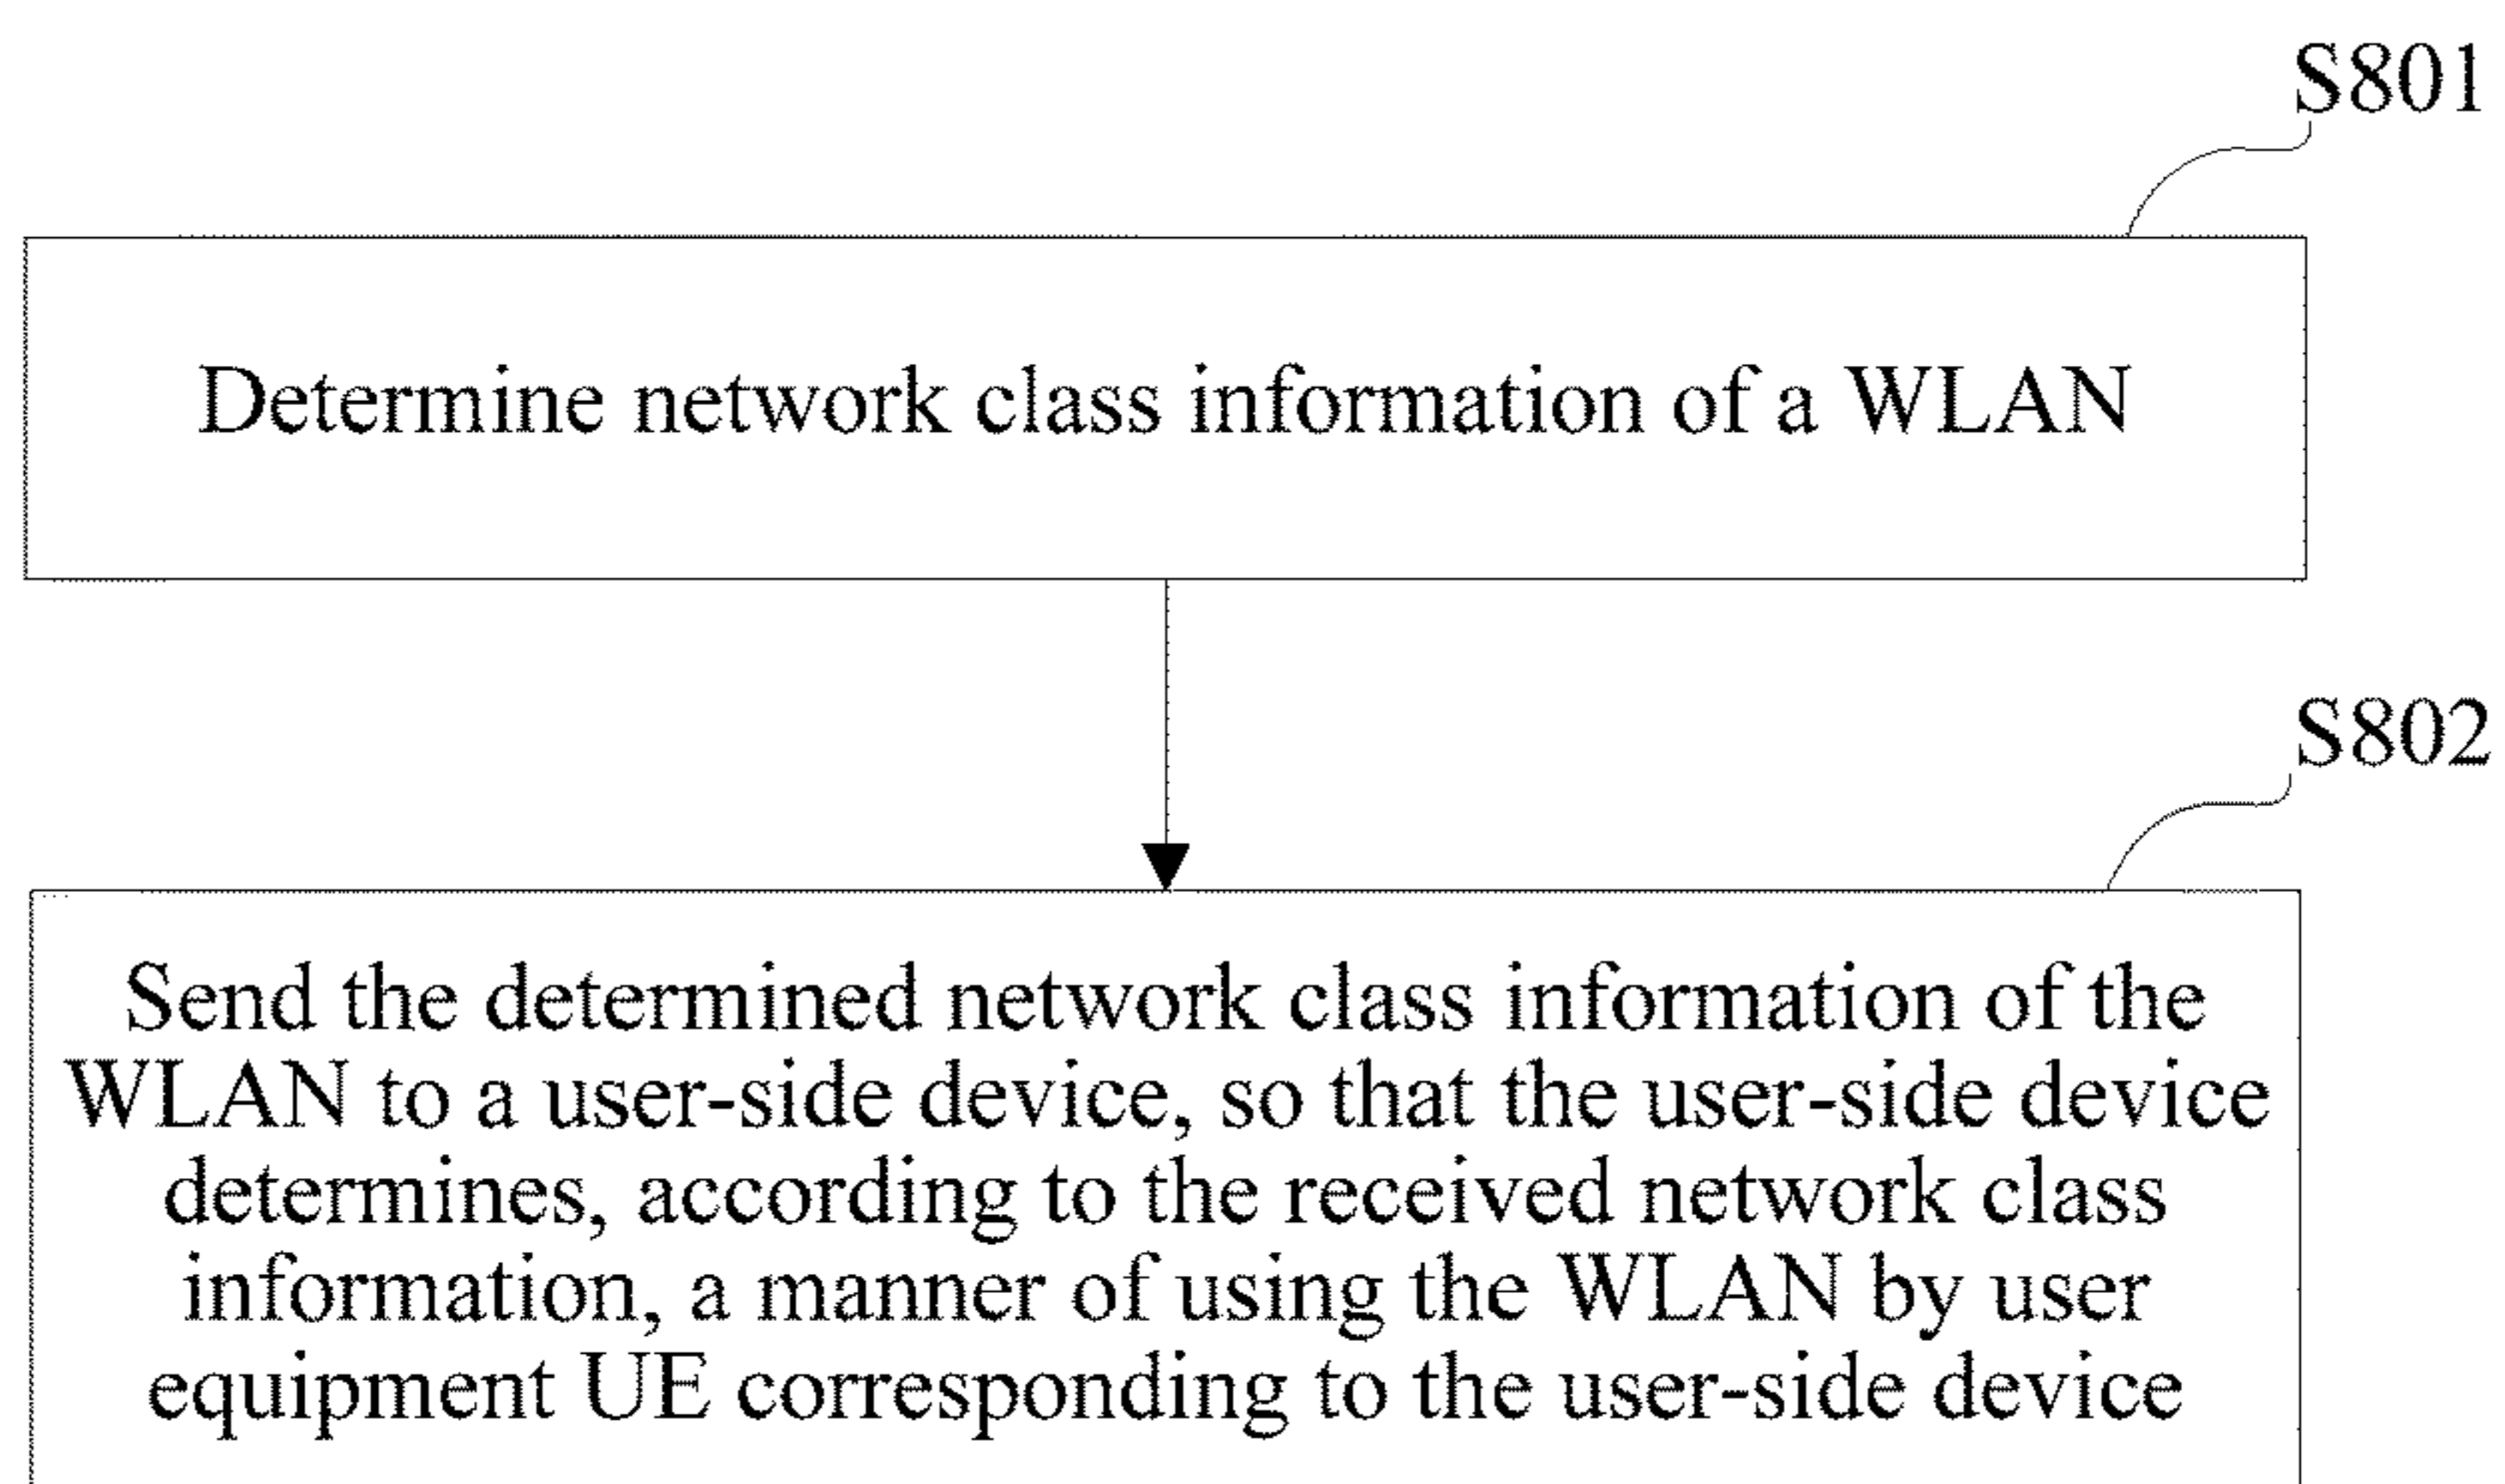 S801
Determine network class information of a WLAN
S802
Send the determined network class information of the
WLAN to a user-side device, so that the user-side device
determines, according to the received network class
information, a manner of using the WLAN by user
equipment UE corresponding to the user-side device